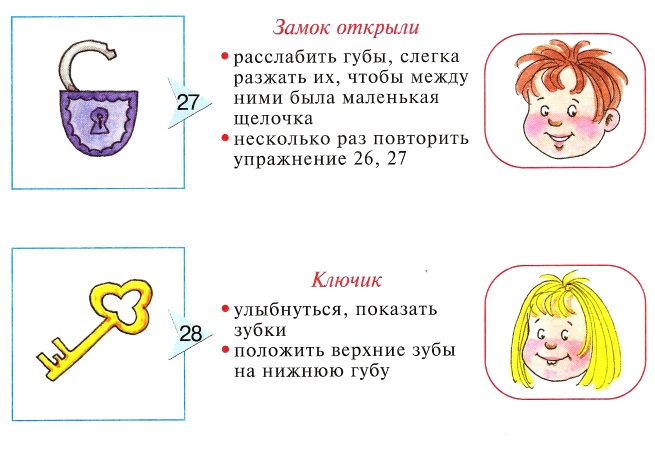 Замок открыли
• расслабить губы, слегка
разжать их, чтобы между
ними была маленькая
щелочка
• несколько раз повторить
упражнение 26, 27
27
Ключик
• улыбнуться, показать
зубки
• положить верхние зубы
на нижнюю губу
28